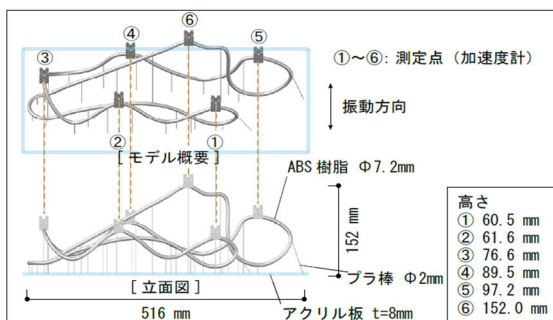 ⑥
④
③
⑤
①~⑥: 測定点 (加速度計)
振動方向
②
①
[ モデル概要 ]
ABS 樹脂 Φ7.2mm
152 mm
プラ棒 Φ2mm
[ 立面図 ]
516 mm
アクリル板 t=8mm
高さ
① 60.5 mm
② 61.6 mm
③ 76.6 mm
④ 89.5 mm
⑤ 97.2 mm
⑥ 152.0 mm